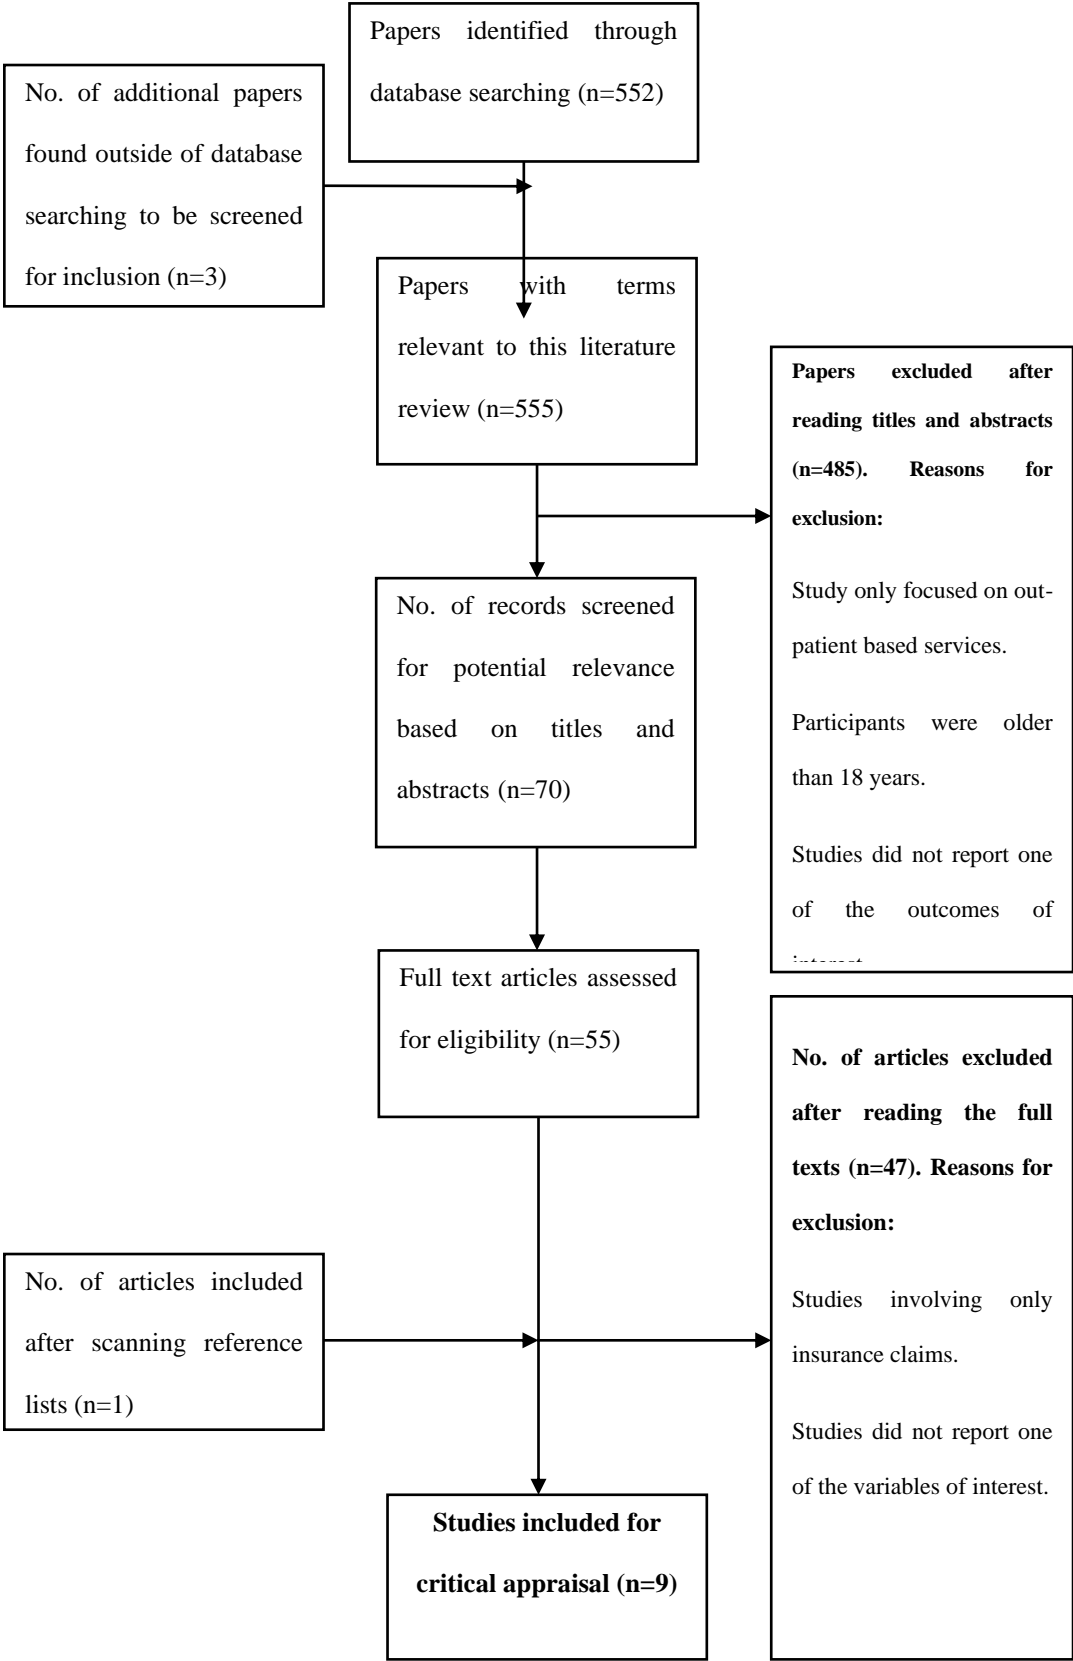 Papers identified through
database searching (n=552)
No. of additional papers
found outside of database
searching to be screened
for inclusion (n=3)
Papers with terms
relevant to this literature
review (n=555)
Papers excluded after
reading titles and abstracts
(n=485). Reasons for
exclusion:
Study only focused on out-
patient based services.
Participants were older
than 18 years.
Studies did not report one
of the outcomes of
No. of records screened
for potential relevance
based on titles and
abstracts (n=70)
Full text articles assessed
for eligibility (n=55)
No. of articles excluded
after reading the full
texts (n=47). Reasons for
exclusion:
Studies involving only
insurance claims.
Studies did not report one
of the variables of interest.
No. of articles included
after scanning reference
lists (n=1)
Studies included for
critical appraisal (n=9)